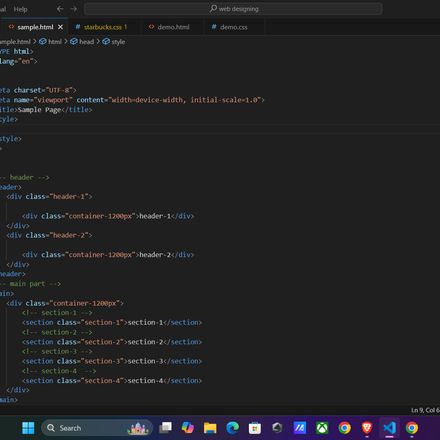 nal Help
web designing
sample.html
starbucks.css 1
demo.html
demo.css
ample.html > html > head > style
YPE html>
lang="en">
eta charset="UTF-8">
eta name="viewport" content="width=device-width, initial-scale=1.0">
itle>Sample Page</title>
tyle>
style>
>
-- header -->
eader>
<div class="header-1">
<div class="container-1200px">header-1</div>
</div>
<div class="header-2">
<div class="container-1200px">header-2</div>
</div>
header>
-- main part -->
ain>
<div class="container-1200px">
<!-- section-1 -->
<section class="section-1">section-1</section>
<!-- section-2 -->
<section class="section-2">section-2</section>
<!-- section-3 -->
<section class="section-3">section-3</section>
<!-- section-4 -->
<section class="section-4">section-4</section>
</div>
main>
Ln 9, Col 6
Search